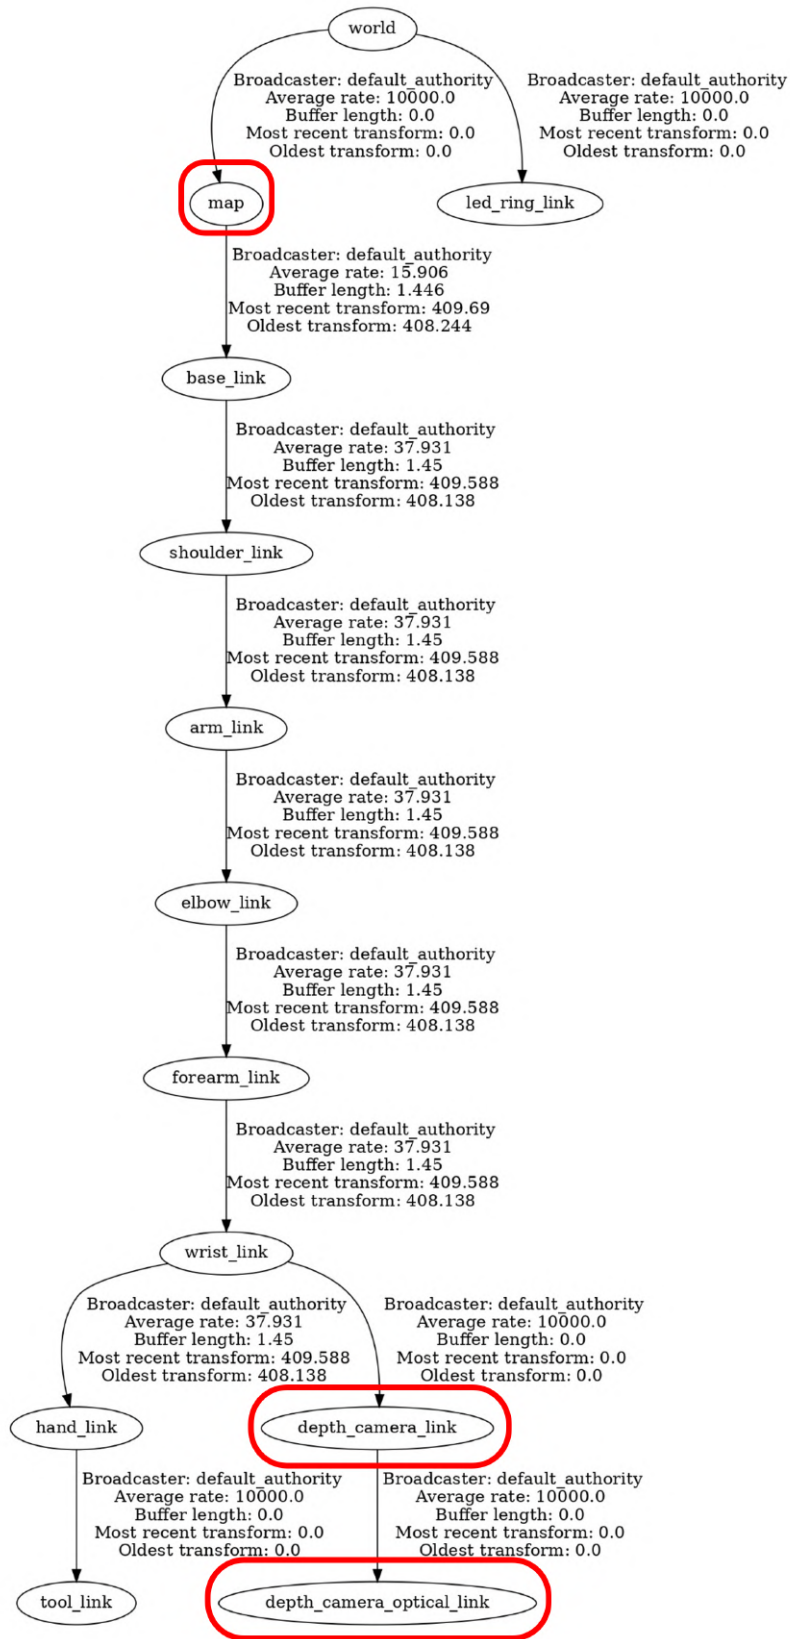 world
Broadcaster: default_authority
Average rate: 10000.0
Buffer length: 0.0
Most recent transform: 0.0
Oldest transform: 0.0
Broadcaster: default_authority
Average rate: 10000.0
Buffer length: 0.0
Most recent transform: 0.0
Oldest transform: 0.0
map
led_ring_link
Broadcaster: default_authority
Average rate: 15.906
Buffer length: 1.446
Most recent transform: 409.69
Oldest transform: 408.244
base_link
Broadcaster: default_authority
Average rate: 37.931
Buffer length: 1.45
Most recent transform: 409.588
Oldest transform: 408.138
shoulder_link
Broadcaster: default_authority
Average rate: 37.931
Buffer length: 1.45
Most recent transform: 409.588
Oldest transform: 408.138
arm_link
Broadcaster: default_authority
Average rate: 37.931
Buffer length: 1.45
Most recent transform: 409.588
Oldest transform: 408.138
elbow_link
Broadcaster: default_authority
Average rate: 37.931
Buffer length: 1.45
Most recent transform: 409.588
Oldest transform: 408.138
forearm_link
Broadcaster: default_authority
Average rate: 37.931
Buffer length: 1.45
Most recent transform: 409.588
Oldest transform: 408.138
wrist_link
Broadcaster: default_authority
Average rate: 37.931
Buffer length: 1.45
Most recent transform: 409.588
Oldest transform: 408.138
Broadcaster: default_authority
Average rate: 10000.0
Buffer length: 0.0
Most recent transform: 0.0
Oldest transform: 0.0
hand_link
depth_camera_link
Broadcaster: default_authority
Average rate: 10000.0
Buffer length: 0.0
Most recent transform: 0.0
Oldest transform: 0.0
Broadcaster: default_authority
Average rate: 10000.0
Buffer length: 0.0
Most recent transform: 0.0
Oldest transform: 0.0
tool_link
depth_camera_optical_link